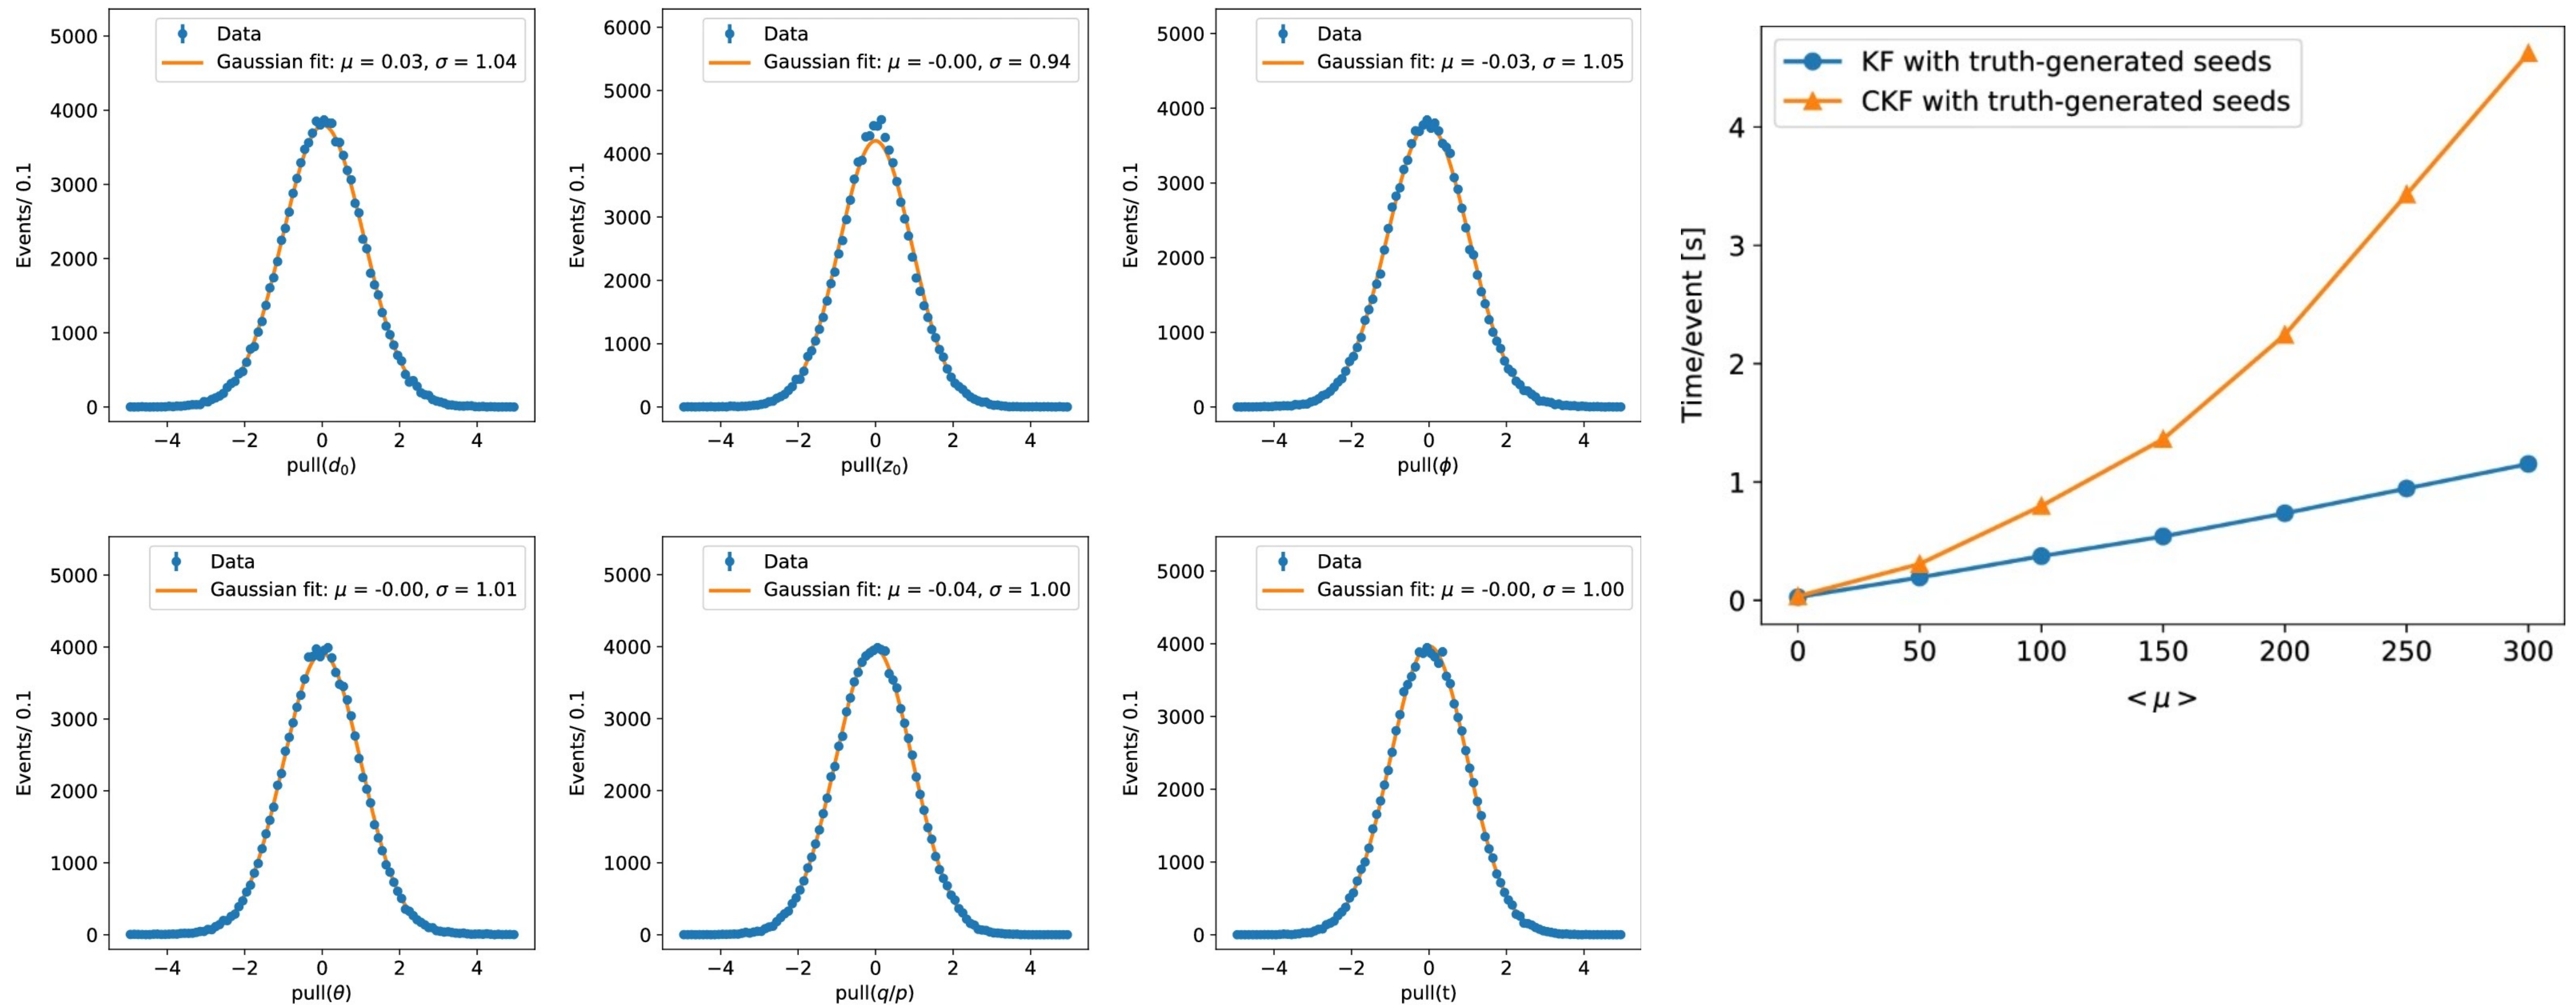 Data
Gaussian fit: μ = 0.03, σ = 1.04
5000
4000
3000
2000
1000
0
Events/ 0.1
−4 −2 0 2 4
pull(d₀)
Data
Gaussian fit: μ = -0.00, σ = 0.94
6000
5000
4000
3000
2000
1000
0
Events/ 0.1
−4 −2 0 2 4
pull(z₀)
Data
Gaussian fit: μ = -0.03, σ = 1.05
5000
4000
3000
2000
1000
0
Events/ 0.1
−4 −2 0 2 4
pull(ϕ)
KF with truth-generated seeds
CKF with truth-generated seeds
4
3
2
1
0
Time/event [s]
0 50 100 150 200 250 300
< μ >
Data
Gaussian fit: μ = -0.00, σ = 1.01
5000
4000
3000
2000
1000
0
Events/ 0.1
−4 −2 0 2 4
pull(θ)
Data
Gaussian fit: μ = -0.04, σ = 1.00
5000
4000
3000
2000
1000
0
Events/ 0.1
−4 −2 0 2 4
pull(q/p)
Data
Gaussian fit: μ = -0.00, σ = 1.00
5000
4000
3000
2000
1000
0
Events/ 0.1
−4 −2 0 2 4
pull(t)